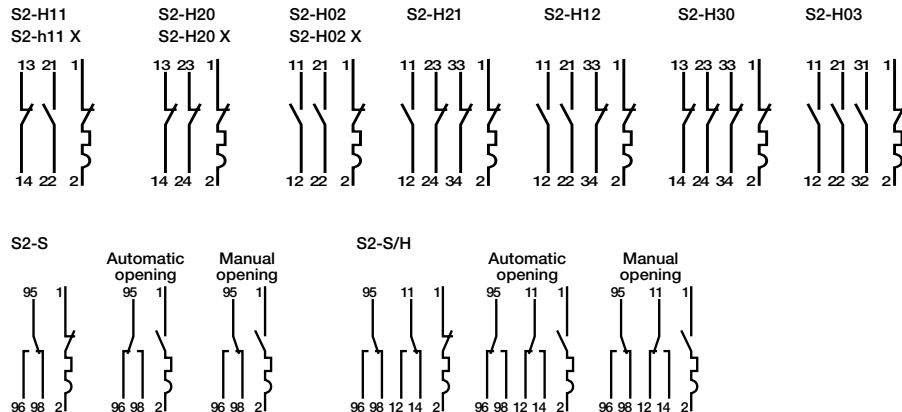 S2-H11 S2-H20 S2-H02 S2-H21 S2-H12 S2-H30 S2-H03
S2-h11 X S2-H20 X S2-H02 X
13 21 1 13 23 1 11 21 1 11 23 33 1 11 21 33 1 13 23 33 1 11 21 31 1
14 22 2 14 24 2 12 22 2 12 24 34 2 12 22 34 2 14 24 34 2 12 22 32 2
S2-S S2-S/H
Automatic Manual Automatic Manual
opening opening opening opening
95 1 95 1 95 1 95 11 1 95 11 1 95 11 1
96 98 2 96 98 2 96 98 2 96 98 12 14 2 96 98 12 14 2 96 98 12 14 2